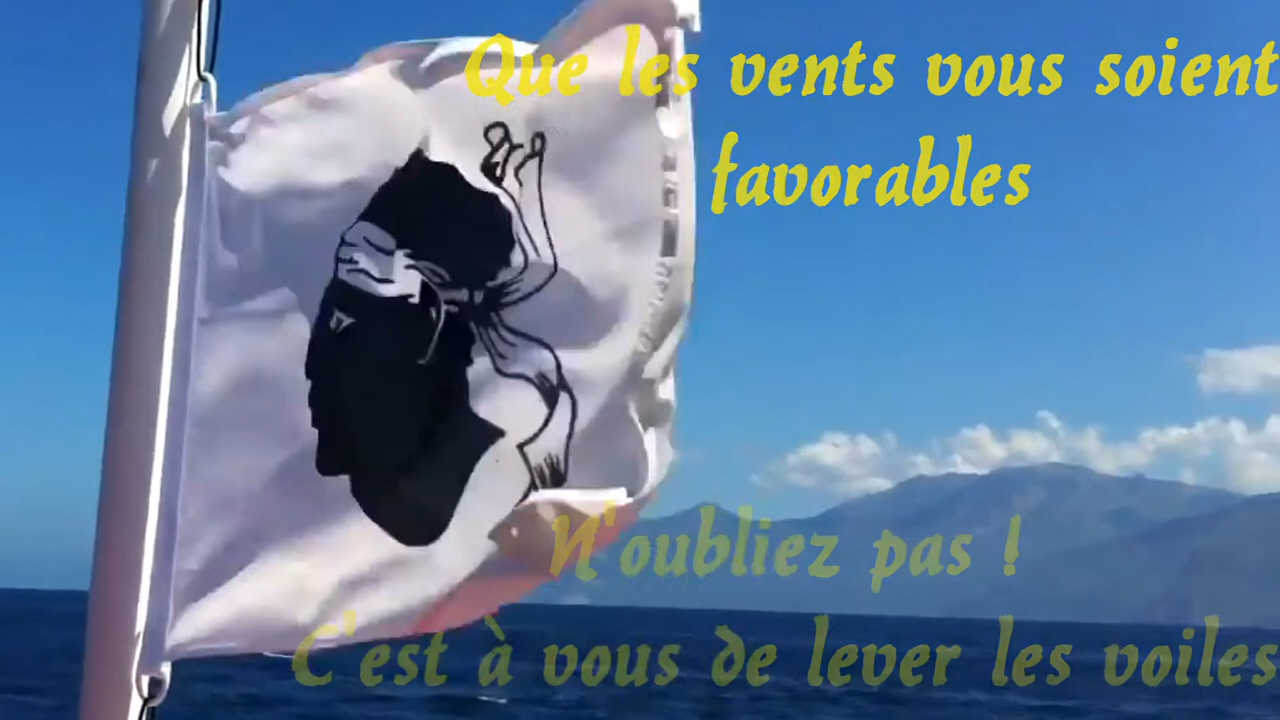 Que les vents vous soient
favorables
N'oubliez pas !
C'est à vous de lever les voiles